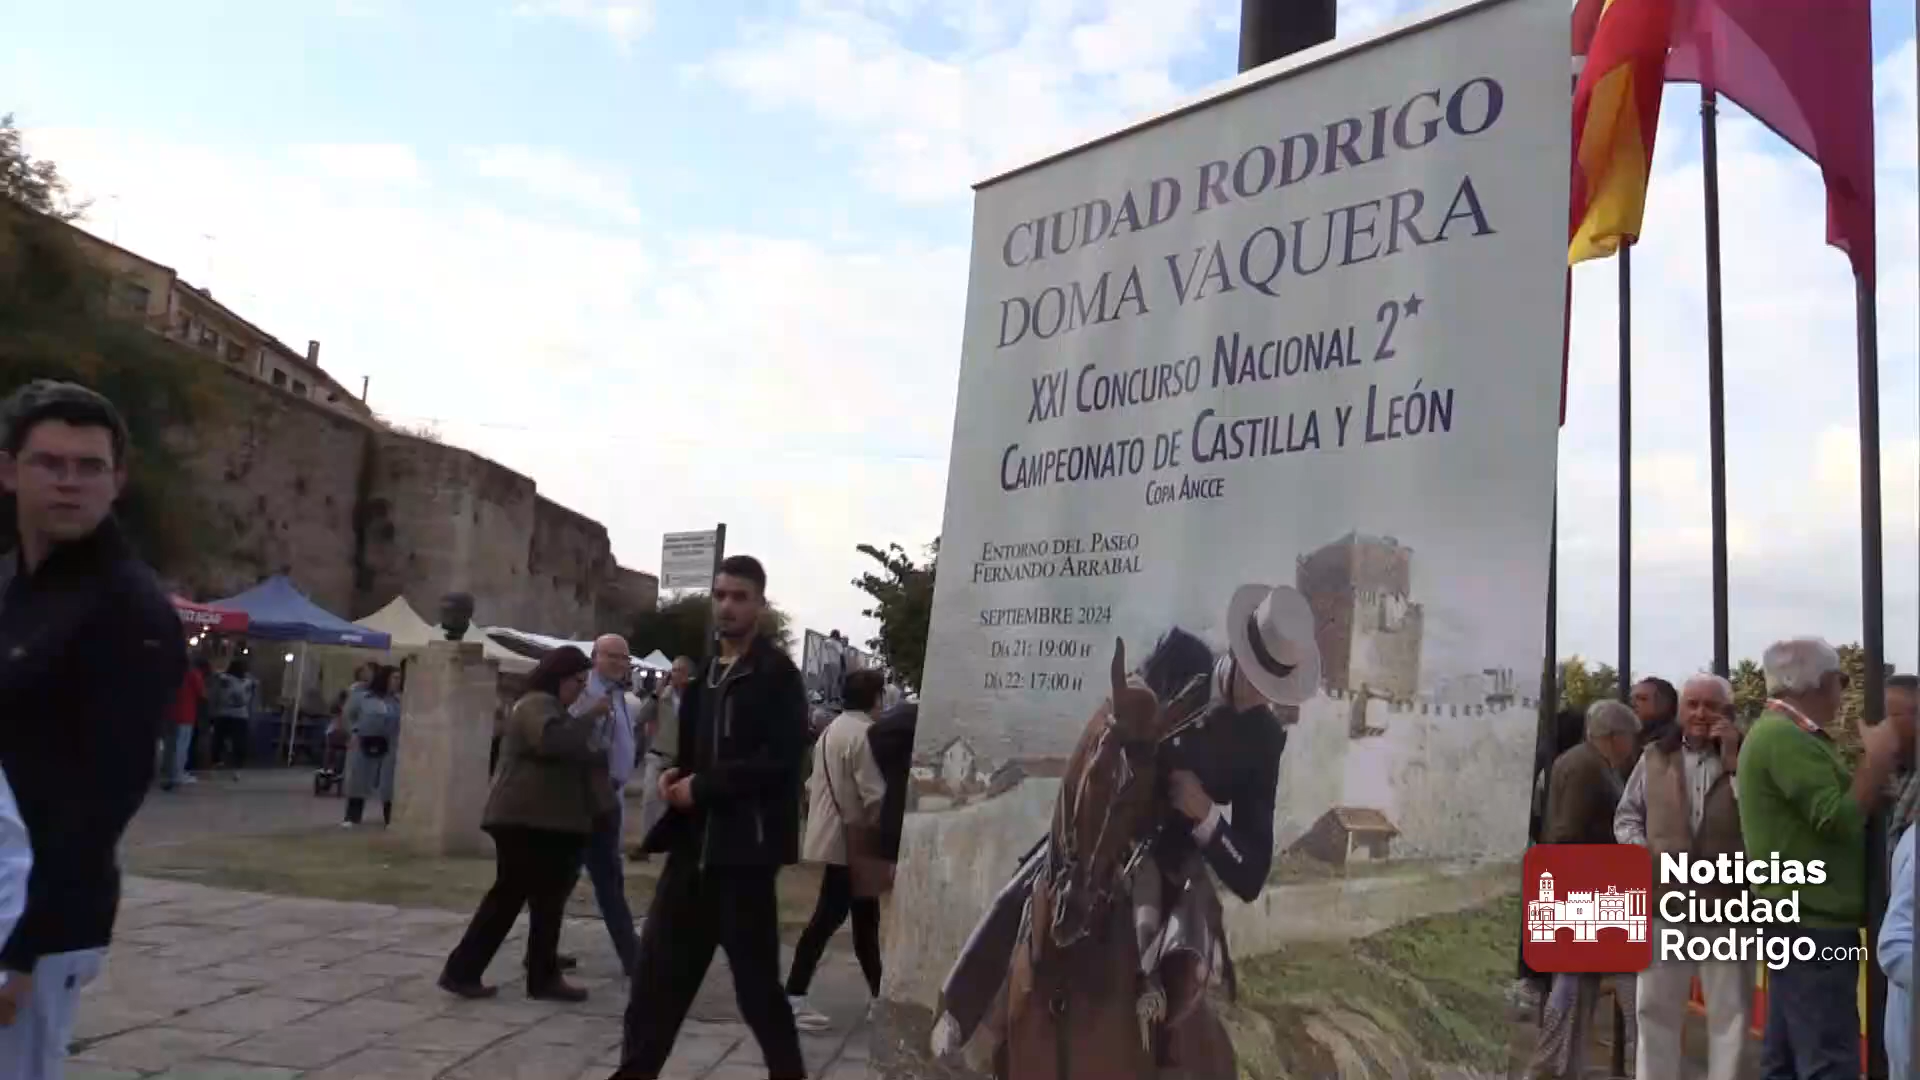 CIUDAD RODRIGO
DOMA VAQUERA
XXI CONCURSO NACIONAL 2*
CAMPEONATO DE CASTILLA Y LEÓN
COPA ANCCE
ENTORNO DEL PASEO
FERNANDO ARRABAL
SEPTIEMBRE 2024
DÍA 21: 19:00 H
DÍA 22: 17:00 H
Noticias
Ciudad
Rodrigo.com